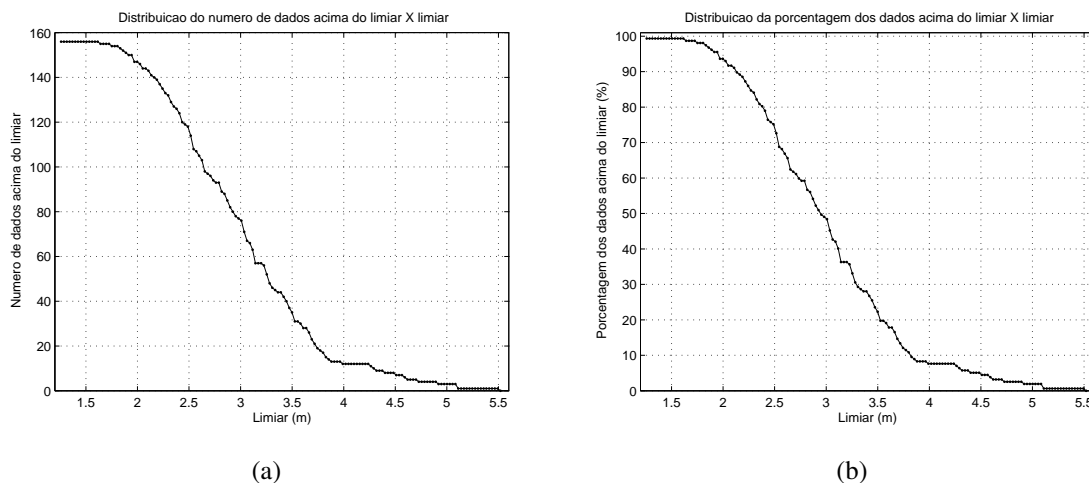 Distribuicao do numero de dados acima do limiar X limiar
160
140
120
100
80
60
40
20
0
Numero de dados acima do limiar
1.5 2 2.5 3 3.5 4 4.5 5 5.5
Limiar (m)
(a)
Distribuicao da porcentagem dos dados acima do limiar X limiar
100
90
80
70
60
50
40
30
20
10
0
Porcentagem dos dados acima do limiar (%)
1.5 2 2.5 3 3.5 4 4.5 5 5.5
Limiar (m)
(b)